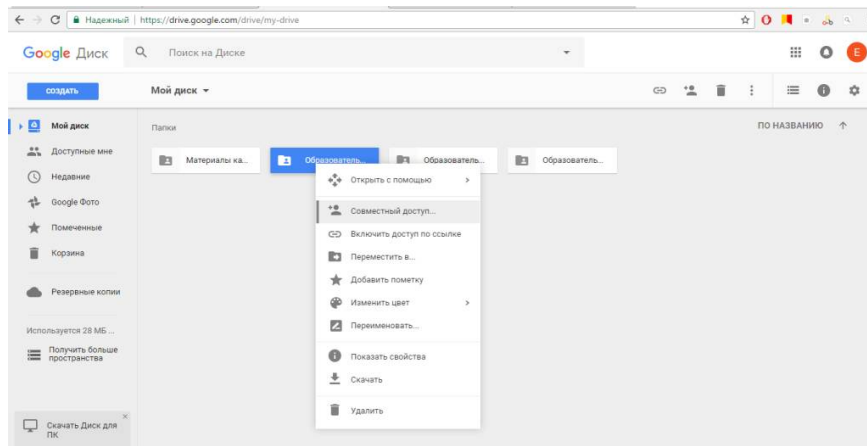 Надежный | https://drive.google.com/drive/my-drive
Google Диск
Поиск на Диске
E
СОЗДАТЬ
Мой диск
Мой диск
Доступные мне
Недавние
Google Фото
Помеченные
Корзина
Резервные копии
Используется 28 МБ ...
Получить больше
пространства
Скачать Диск для
ПК
Папки
ПО НАЗВАНИЮ
Материалы ка...
Образователь...
Образователь...
Образователь...
Открыть с помощью
Совместный доступ...
Включить доступ по ссылке
Переместить в...
Добавить пометку
Изменить цвет
Переименовать...
Показать свойства
Скачать
Удалить